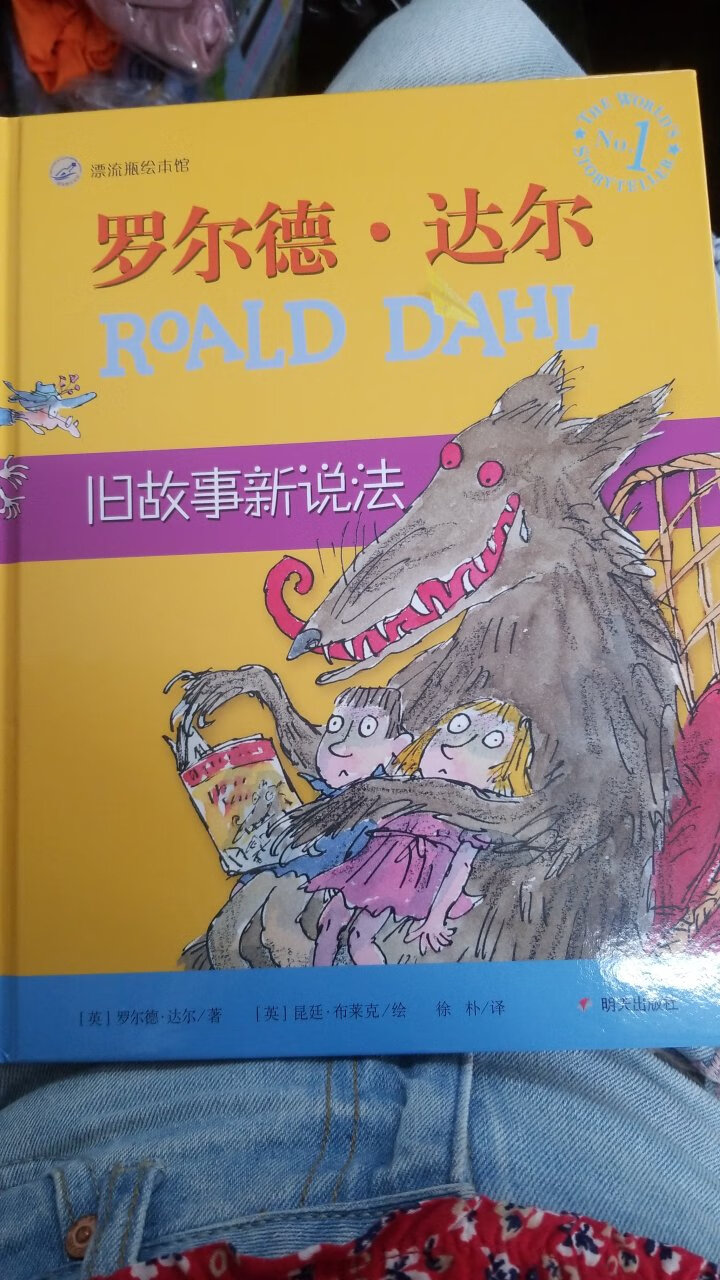 漂流瓶绘本馆
THE WORLD'S
No.1
STORYTELLER
罗尔德·达尔
ROALD DAHL
旧故事新说法
[英]罗尔德·达尔/著 [英]昆廷·布莱克/绘 徐 朴/译 明天出版社